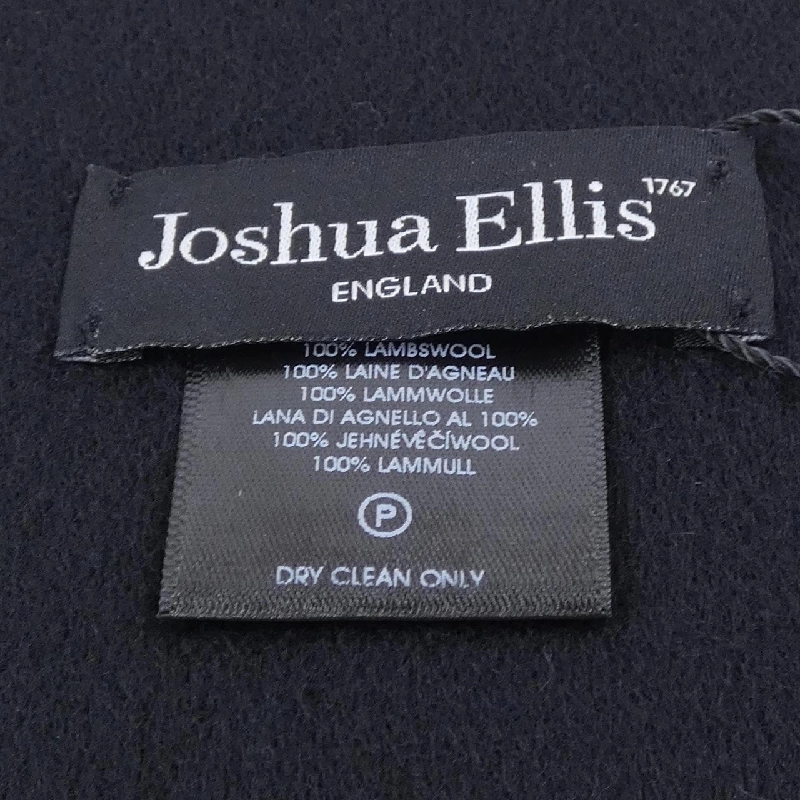 Joshua Ellis 1767
ENGLAND
100% LAMBSWOOL
100% LAINE D'AGNEAU
100% LAMMWOLLE
LANA DI AGNELLO AL 100%
100% JEHNÉVĚČÍWOOL
100% LAMMULL
P
DRY CLEAN ONLY